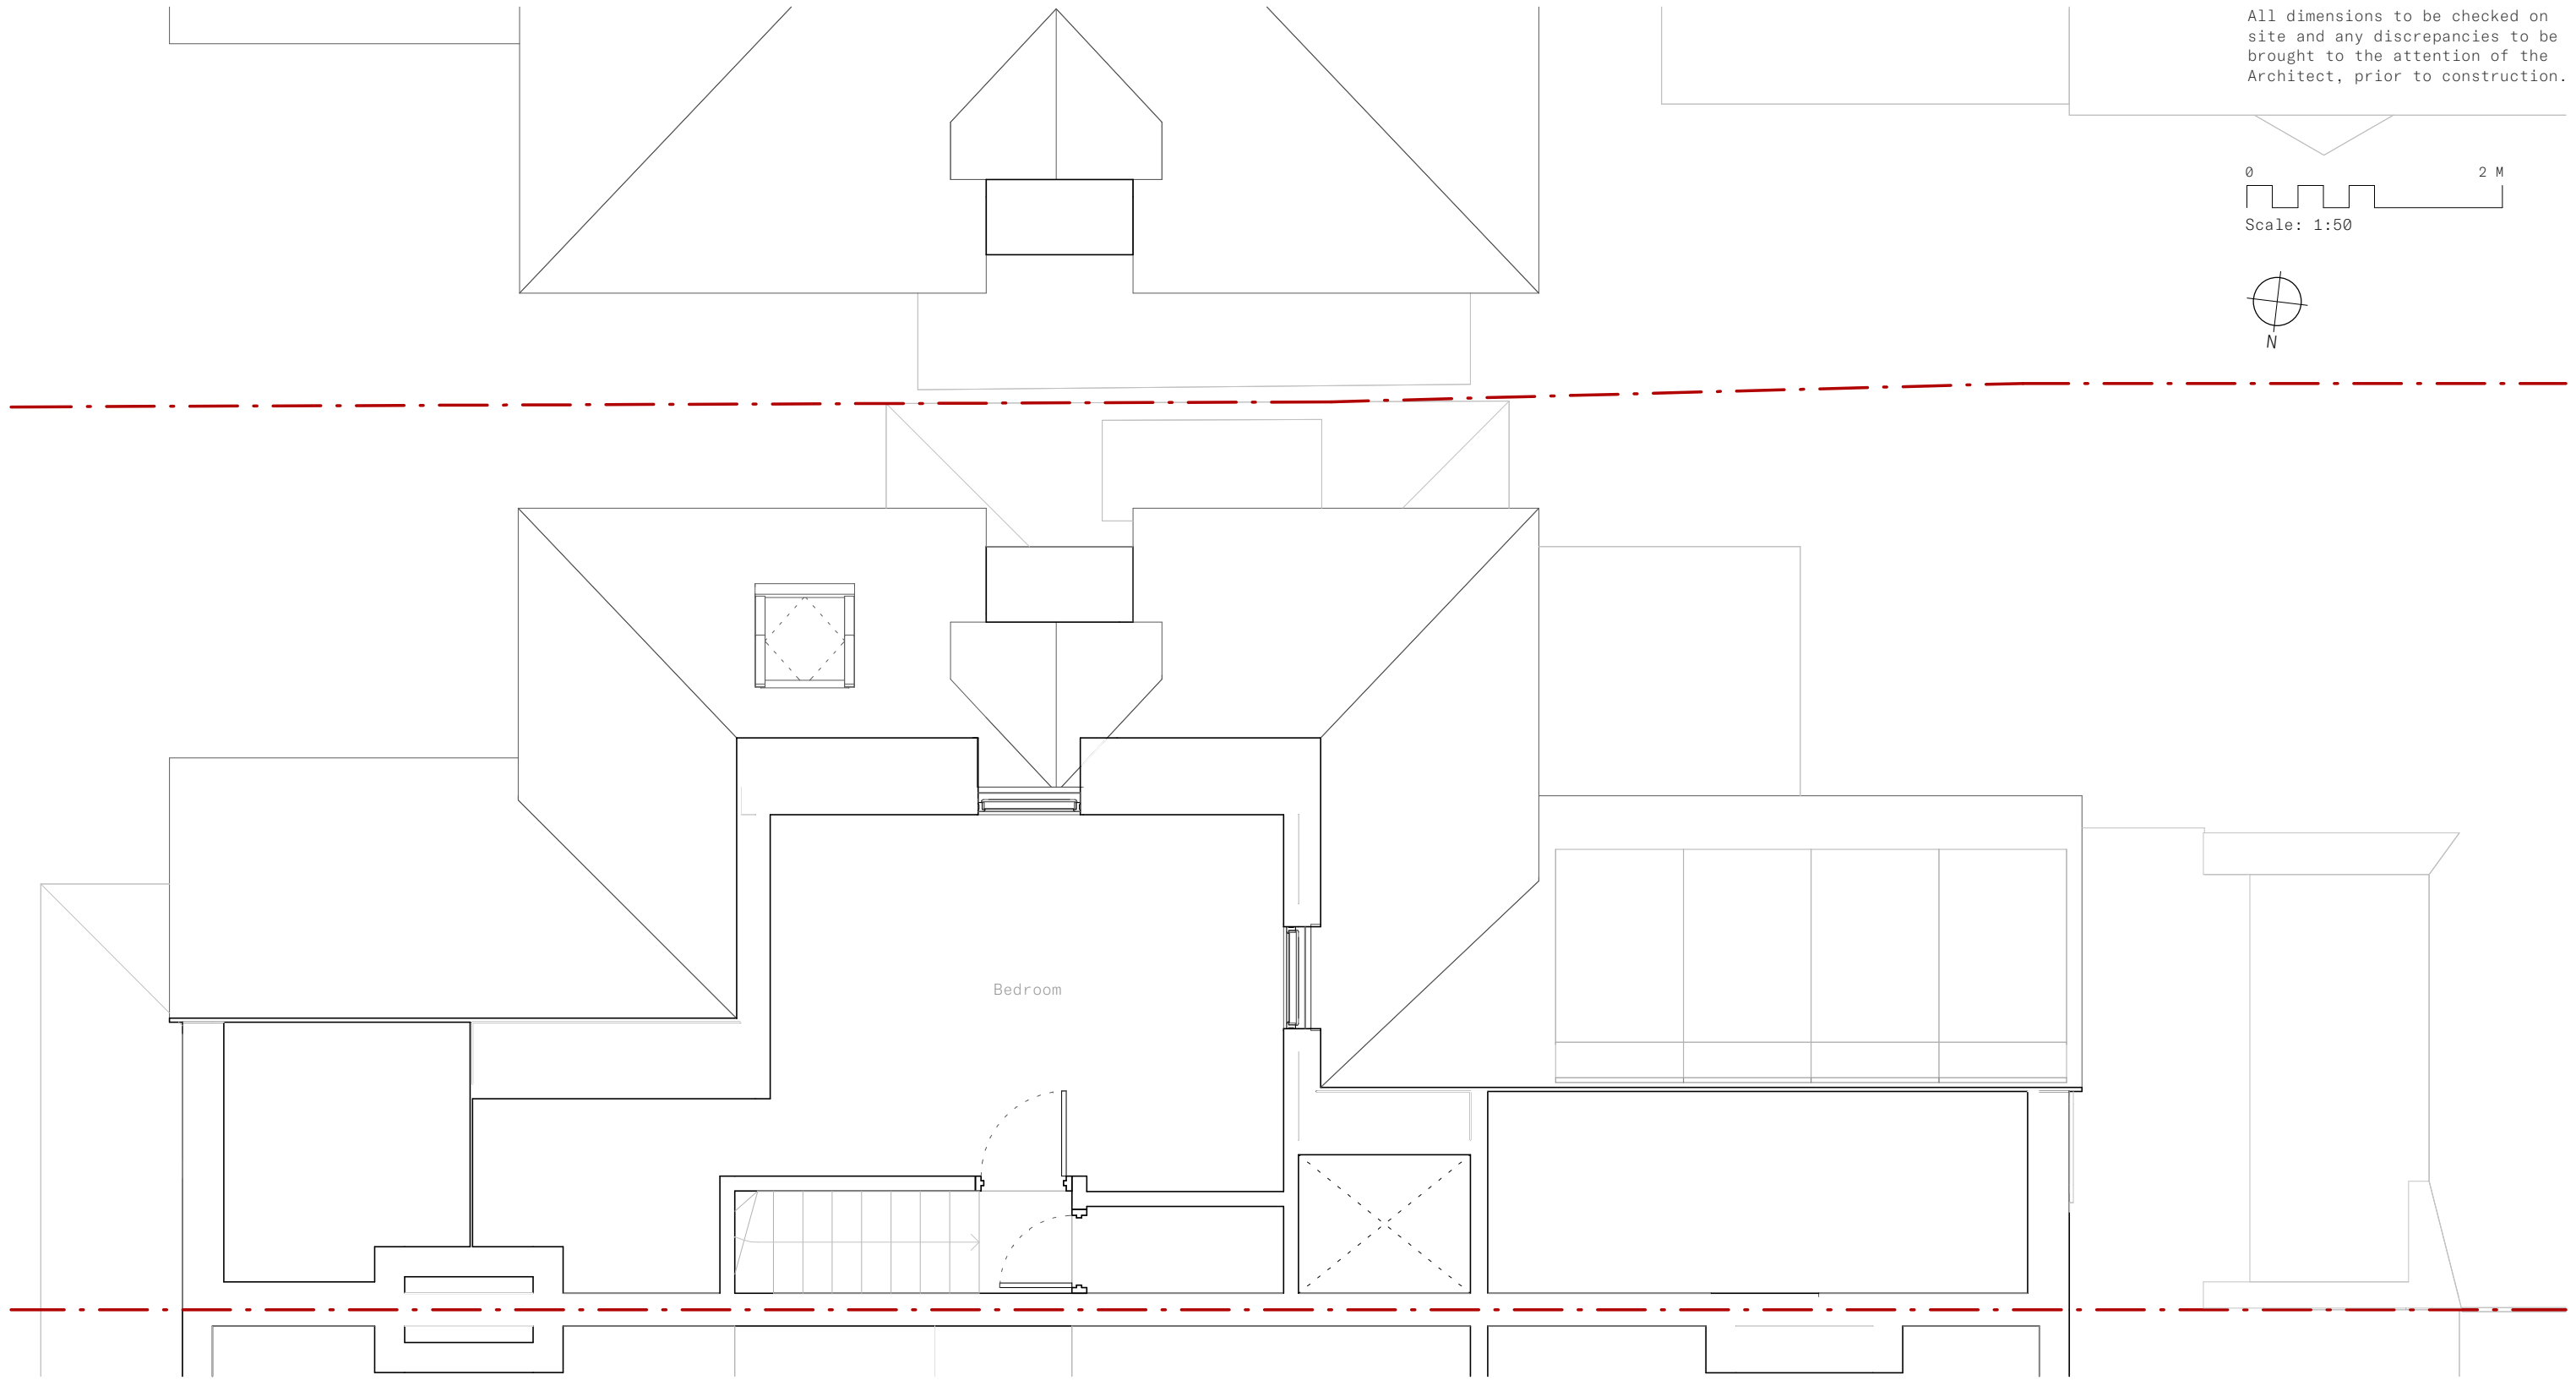 All dimensions to be checked on
site and any discrepancies to be
brought to the attention of the
Architect, prior to construction.
0 2 M
Scale: 1:50
N
Bedroom